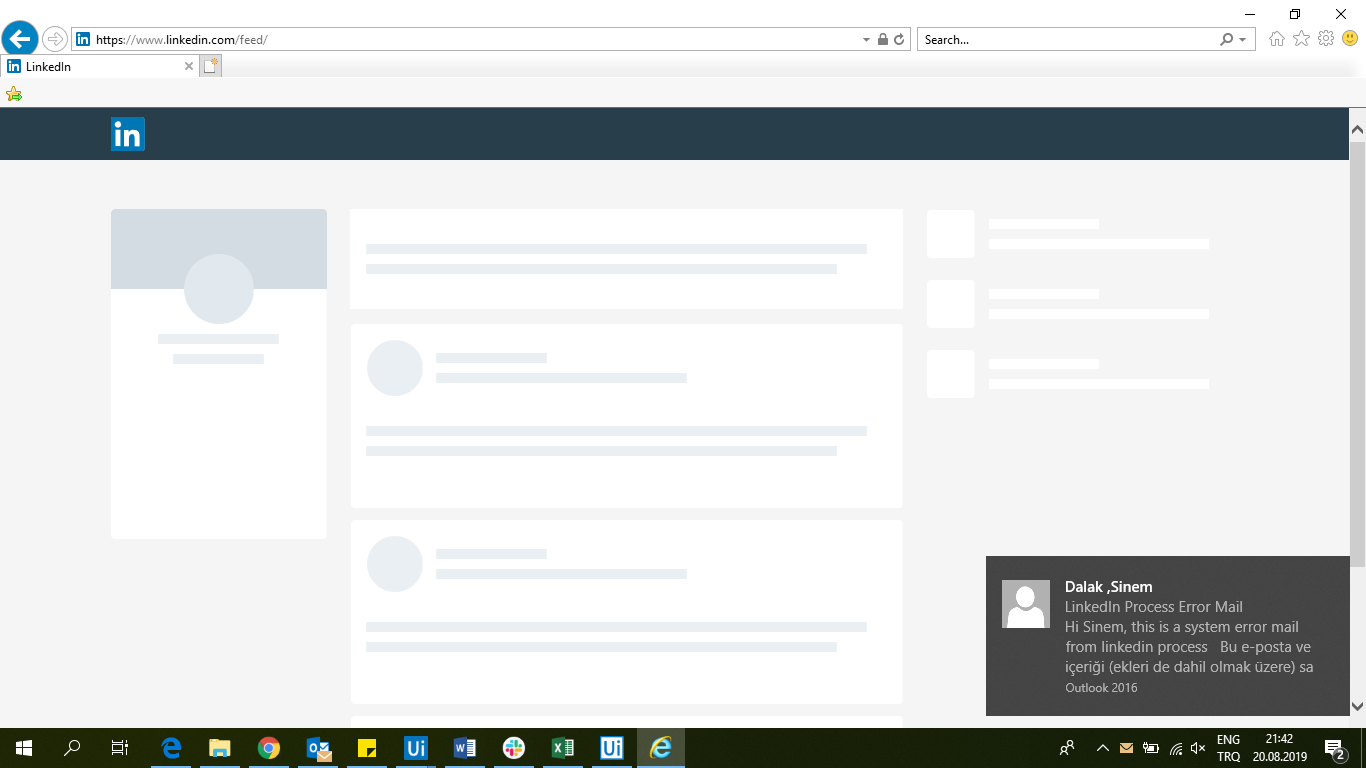 https://www.linkedin.com/feed/
Search...
LinkedIn
in
Dalak ,Sinem
LinkedIn Process Error Mail
Hi Sinem, this is a system error mail
from linkedin process Bu e-posta ve
içeriği (ekleri de dahil olmak üzere) sa
Outlook 2016
ENG
TRQ
21:42
20.08.2019
2